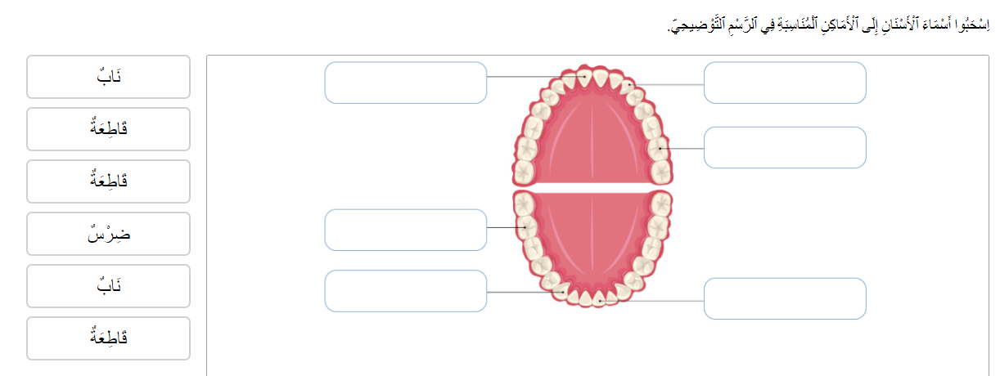 اِسْحَبُوا أَسْمَاءَ ٱلْأَسْنَانِ إِلَى ٱلْأَمَاكِنِ ٱلْمُنَاسِبَةِ فِي ٱلرَّسْمِ ٱلتَّوْضِيحِيِّ.
نَابٌ
قَاطِعَةٌ
قَاطِعَةٌ
ضِرْسٌ
نَابٌ
قَاطِعَةٌ